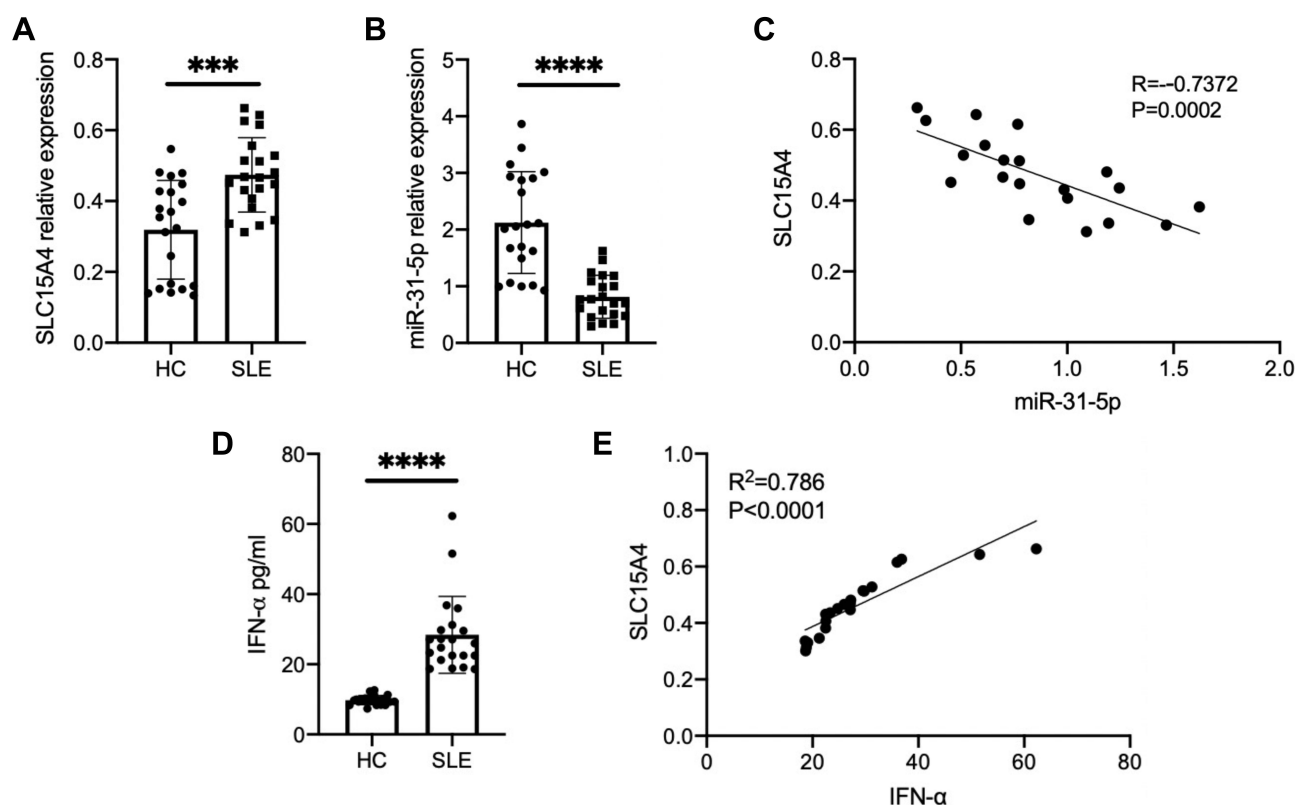 A
SLC15A4 relative expression
0.8
0.6
0.4
0.2
0.0
***
HC
SLE
B
miR-31-5p relative expression
5
4
3
2
1
0
****
HC
SLE
C
SLC15A4
0.8
0.6
0.4
0.2
0.0
R=--0.7372
P=0.0002
0.0
0.5
1.0
1.5
2.0
miR-31-5p
D
IFN-α pg/ml
80
60
40
20
0
****
HC
SLE
E
SLC15A4
1.0
0.8
0.6
0.4
0.2
0.0
R²=0.786
P<0.0001
0
20
40
60
80
IFN-α